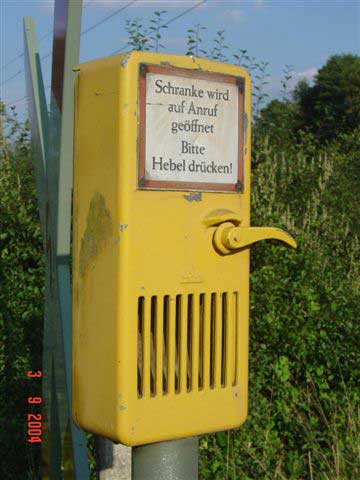 Schranke wird
auf Anruf
geöffnet
Bitte
Hebel drücken!
3 9 2004